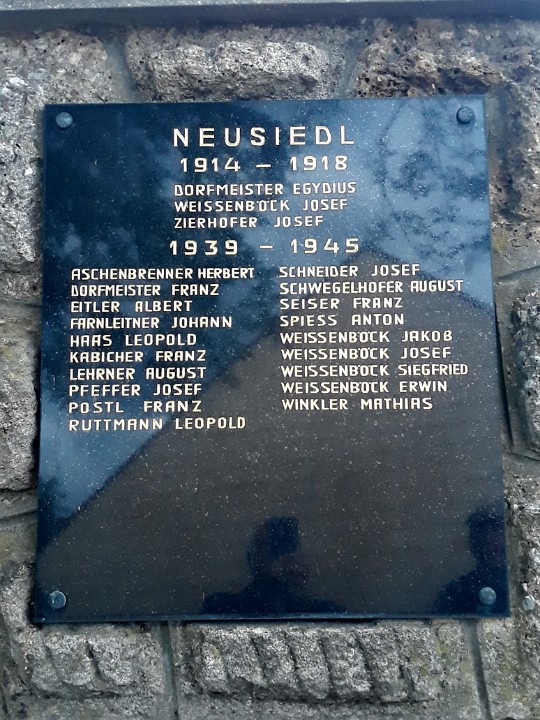 NEUSIEDL
1914 – 1918
DORFMEISTER EGYDIUS
WEISSENBÖCK JOSEF
ZIERHOFER JOSEF
1939 – 1945
ASCHENBRENNER HERBERT
DORFMEISTER FRANZ
EITLER ALBERT
FARNLEITNER JOHANN
HAAS LEOPOLD
KABICHER FRANZ
LEHRNER AUGUST
PFEFFER JOSEF
POSTL FRANZ
RUTTMANN LEOPOLD
SCHNEIDER JOSEF
SCHWEGELHOFER AUGUST
SEISER FRANZ
SPIESS ANTON
WEISSENBÖCK JAKOB
WEISSENBÖCK JOSEF
WEISSENBÖCK SIEGFRIED
WEISSENBÖCK ERWIN
WINKLER MATHIAS